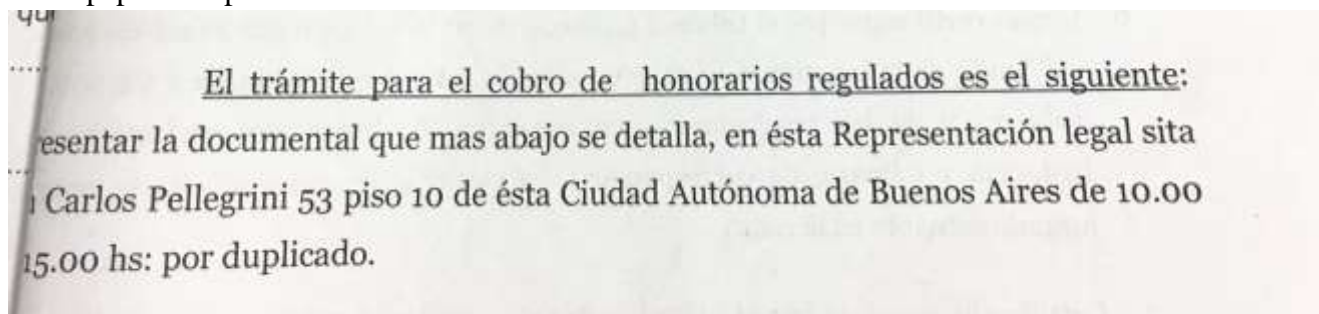 El trámite para el cobro de honorarios regulados es el siguiente:
esentar la documental que mas abajo se detalla, en ésta Representación legal sita
Carlos Pellegrini 53 piso 10 de ésta Ciudad Autónoma de Buenos Aires de 10.00
15.00 hs: por duplicado.